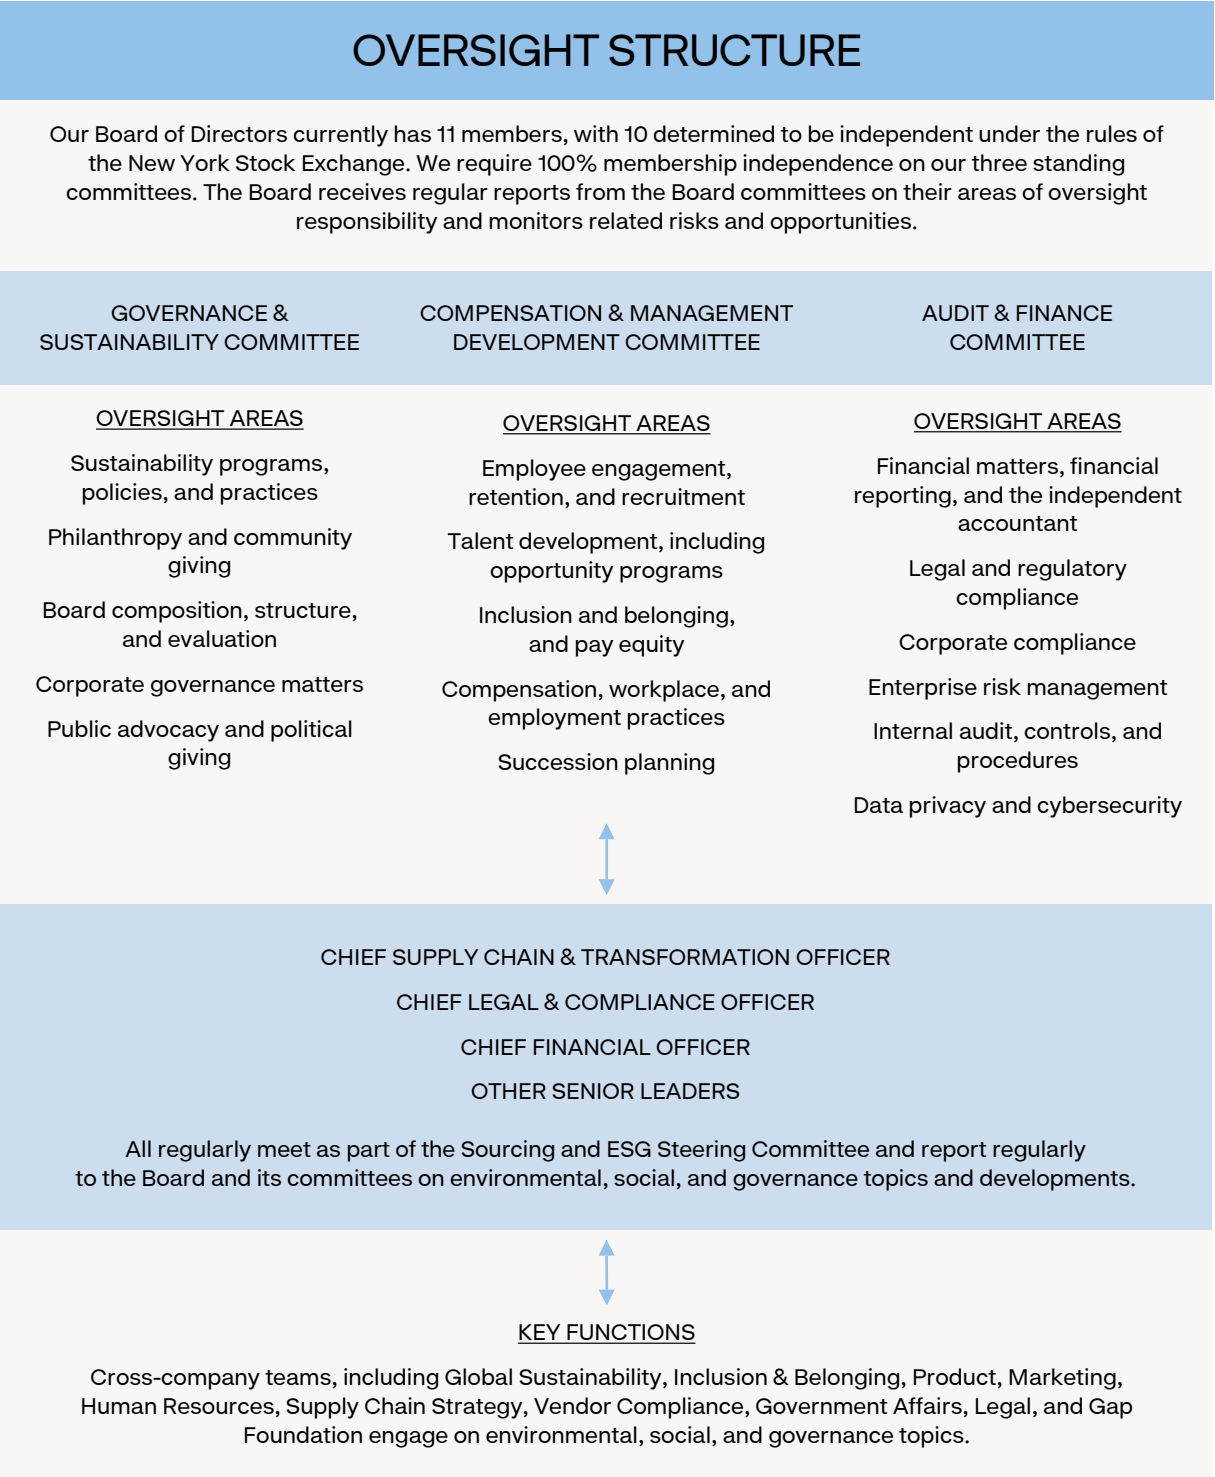 OVERSIGHT STRUCTURE
Our Board of Directors currently has 11 members, with 10 determined to be independent under the rules of
the New York Stock Exchange. We require 100% membership independence on our three standing
committees. The Board receives regular reports from the Board committees on their areas of oversight
responsibility and monitors related risks and opportunities.
GOVERNANCE &
SUSTAINABILITY COMMITTEE
OVERSIGHT AREAS
Sustainability programs,
policies, and practices
Philanthropy and community
giving
Board composition, structure,
and evaluation
Corporate governance matters
Public advocacy and political
giving
COMPENSATION & MANAGEMENT
DEVELOPMENT COMMITTEE
OVERSIGHT AREAS
Employee engagement,
retention, and recruitment
Talent development, including
opportunity programs
Inclusion and belonging,
and pay equity
Compensation, workplace, and
employment practices
Succession planning
AUDIT & FINANCE
COMMITTEE
OVERSIGHT AREAS
Financial matters, financial
reporting, and the independent
accountant
Legal and regulatory
compliance
Corporate compliance
Enterprise risk management
Internal audit, controls, and
procedures
Data privacy and cybersecurity
CHIEF SUPPLY CHAIN & TRANSFORMATION OFFICER
CHIEF LEGAL & COMPLIANCE OFFICER
CHIEF FINANCIAL OFFICER
OTHER SENIOR LEADERS
All regularly meet as part of the Sourcing and ESG Steering Committee and report regularly
to the Board and its committees on environmental, social, and governance topics and developments.
KEY FUNCTIONS
Cross-company teams, including Global Sustainability, Inclusion & Belonging, Product, Marketing,
Human Resources, Supply Chain Strategy, Vendor Compliance, Government Affairs, Legal, and Gap
Foundation engage on environmental, social, and governance topics.